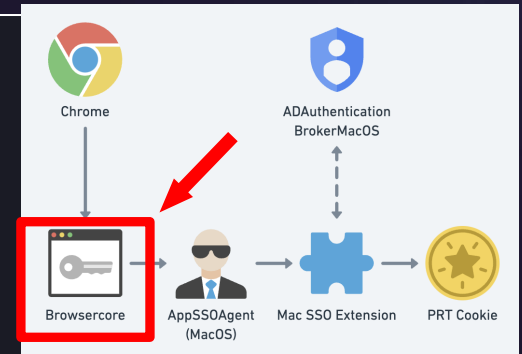 Chrome
ADAuthentication
BrokerMacOS
Browsercore
AppSSOAgent
(MacOS)
Mac SSO Extension
PRT Cookie